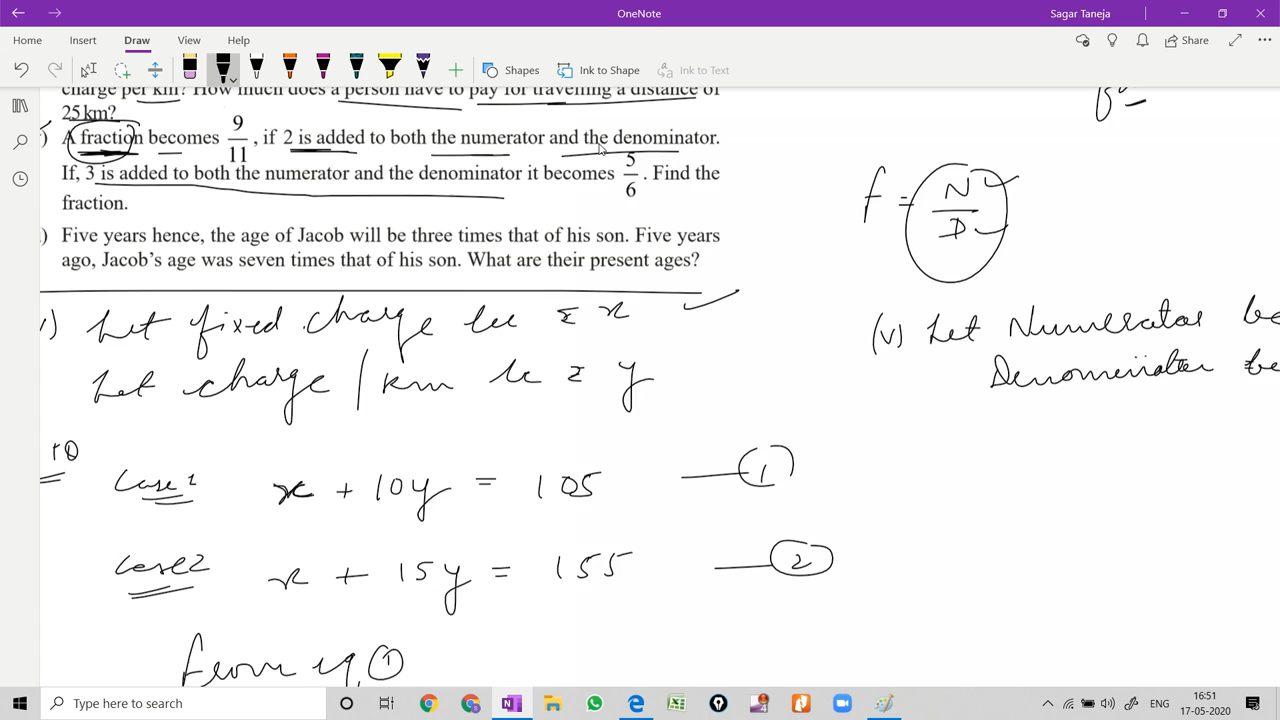 OneNote
Sagar Taneja
Home Insert Draw View Help
Share
Shapes Ink to Shape Ink to Text
charge per km? How much does a person have to pay for travelling a distance of
25 km?
) A fraction becomes 9/11, if 2 is added to both the numerator and the denominator.
If, 3 is added to both the numerator and the denominator it becomes 5/6. Find the
fraction.
) Five years hence, the age of Jacob will be three times that of his son. Five years
ago, Jacob's age was seven times that of his son. What are their present ages?
f = N/D
) Let fixed charge be = x
Let charge / km be = y
(v) Let Numerator be
Denomenator be
Case 1 x + 10y = 105 — 1
Case 2 x + 15y = 155 — 2
from eq. 1
Type here to search
ENG
16:51
17-05-2020